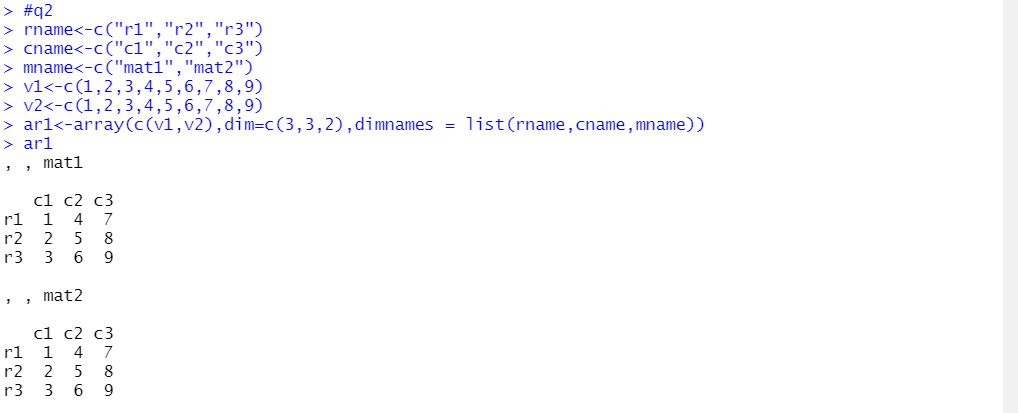 > #q2
> rname<-c("r1","r2","r3")
> cname<-c("c1","c2","c3")
> mname<-c("mat1","mat2")
> v1<-c(1,2,3,4,5,6,7,8,9)
> v2<-c(1,2,3,4,5,6,7,8,9)
> ar1<-array(c(v1,v2),dim=c(3,3,2),dimnames = list(rname,cname,mname))
> ar1
, , mat1
   c1 c2 c3
r1  1  4  7
r2  2  5  8
r3  3  6  9
, , mat2
   c1 c2 c3
r1  1  4  7
r2  2  5  8
r3  3  6  9